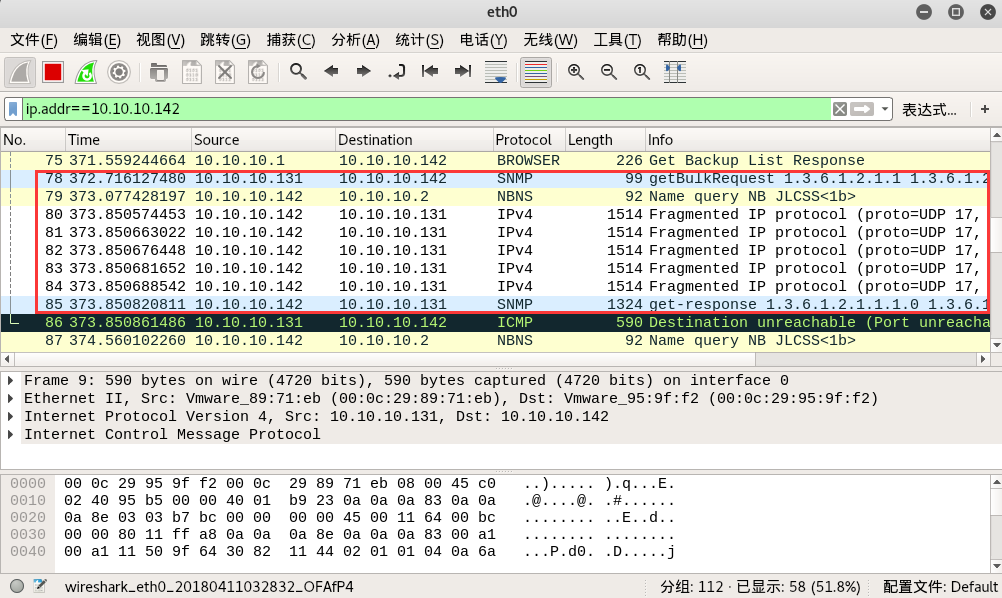 eth0
文件(F) 编辑(E) 视图(V) 跳转(G) 捕获(C) 分析(A) 统计(S) 电话(Y) 无线(W) 工具(T) 帮助(H)
ip.addr==10.10.10.142 表达式… +
No. Time Source Destination Protocol Length Info
75 371.559244664 10.10.10.1 10.10.10.142 BROWSER 226 Get Backup List Response
78 372.716127480 10.10.10.131 10.10.10.142 SNMP 99 getBulkRequest 1.3.6.1.2.1.1 1.3.6.1.2
79 373.077428197 10.10.10.142 10.10.10.2 NBNS 92 Name query NB JLCSS<1b>
80 373.850574453 10.10.10.142 10.10.10.131 IPv4 1514 Fragmented IP protocol (proto=UDP 17,
81 373.850663022 10.10.10.142 10.10.10.131 IPv4 1514 Fragmented IP protocol (proto=UDP 17,
82 373.850676448 10.10.10.142 10.10.10.131 IPv4 1514 Fragmented IP protocol (proto=UDP 17,
83 373.850681652 10.10.10.142 10.10.10.131 IPv4 1514 Fragmented IP protocol (proto=UDP 17,
84 373.850688542 10.10.10.142 10.10.10.131 IPv4 1514 Fragmented IP protocol (proto=UDP 17,
85 373.850820811 10.10.10.142 10.10.10.131 SNMP 1324 get-response 1.3.6.1.2.1.1.1.0 1.3.6.1
86 373.850861486 10.10.10.131 10.10.10.142 ICMP 590 Destination unreachable (Port unreacha
87 374.560102260 10.10.10.142 10.10.10.2 NBNS 92 Name query NB JLCSS<1b>
Frame 9: 590 bytes on wire (4720 bits), 590 bytes captured (4720 bits) on interface 0
Ethernet II, Src: Vmware_89:71:eb (00:0c:29:89:71:eb), Dst: Vmware_95:9f:f2 (00:0c:29:95:9f:f2)
Internet Protocol Version 4, Src: 10.10.10.131, Dst: 10.10.10.142
Internet Control Message Protocol
0000 00 0c 29 95 9f f2 00 0c 29 89 71 eb 08 00 45 c0 ..)..... ).q...E.
0010 02 40 95 b5 00 00 40 01 b9 23 0a 0a 0a 83 0a 0a .@....@. .#......
0020 0a 8e 03 03 b7 bc 00 00 00 00 45 00 11 64 00 bc ........ ..E..d..
0030 00 00 80 11 ff a8 0a 0a 0a 8e 0a 0a 0a 83 00 a1 ........ ........
0040 00 a1 11 50 9f 64 30 82 11 44 02 01 01 04 0a 6a ...P.d0. .D.....j
wireshark_eth0_20180411032832_OFAfP4 分组: 112 · 已显示: 58 (51.8%) 配置文件: Default